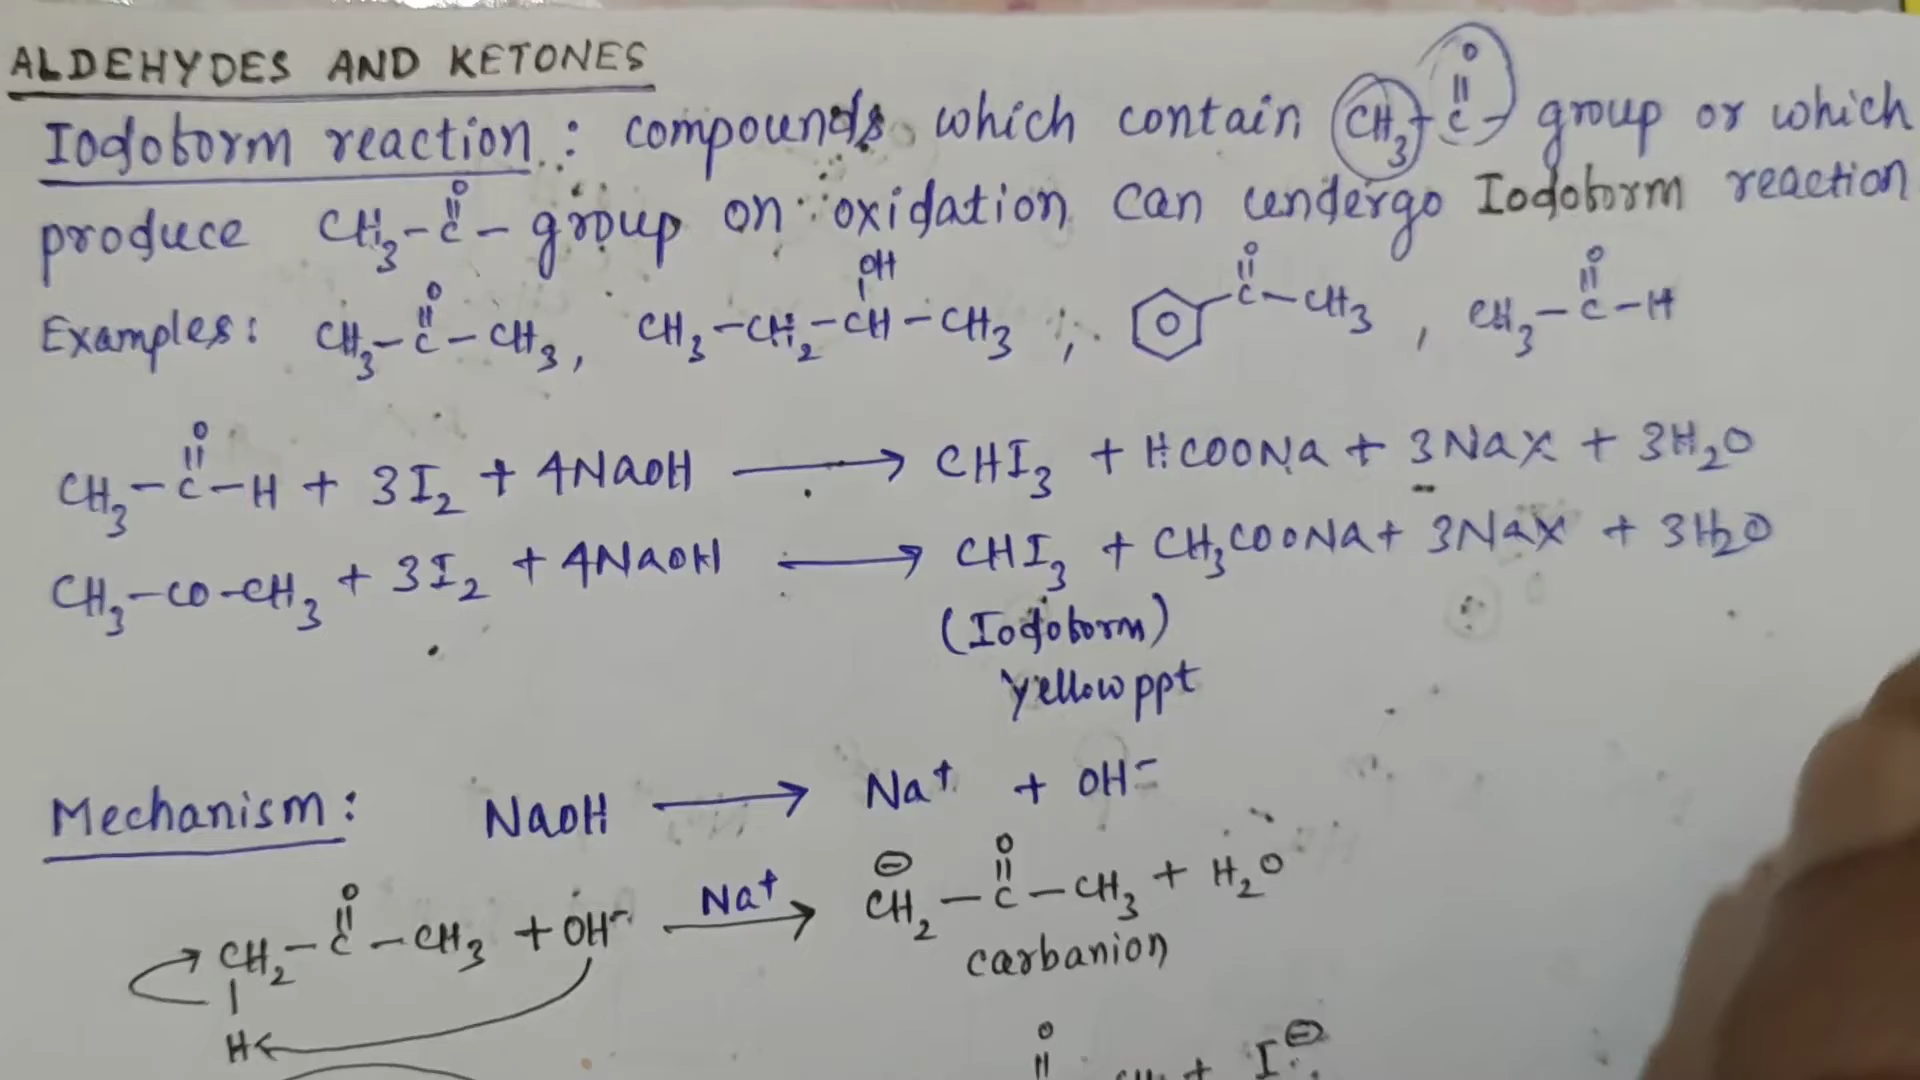 ALDEHYDES AND KETONES
Iodoform reaction : compounds which contain CH₃-C(=O)- group or which
produce CH₃-C(=O)- group on oxidation can undergo Iodoform reaction
Examples: CH₃-C(=O)-CH₃, CH₃-CH₂-CH(OH)-CH₃, ⌬-C(=O)-CH₃, CH₃-C(=O)-H
CH₃-C(=O)-H + 3I₂ + 4NaOH ⟶ CHI₃ + HCOONa + 3NaX + 3H₂O
CH₃-CO-CH₃ + 3I₂ + 4NaOH ⟶ CHI₃ + CH₃COONa + 3NaX + 3H₂O
(Iodoform)
yellow ppt
Mechanism: NaOH ⟶ Na⁺ + OH⁻
CH₂(H)-C(=O)-CH₃ + OH⁻ ⟶ Na⁺ ⊖CH₂-C(=O)-CH₃ + H₂O
carbanion
O + I⊖